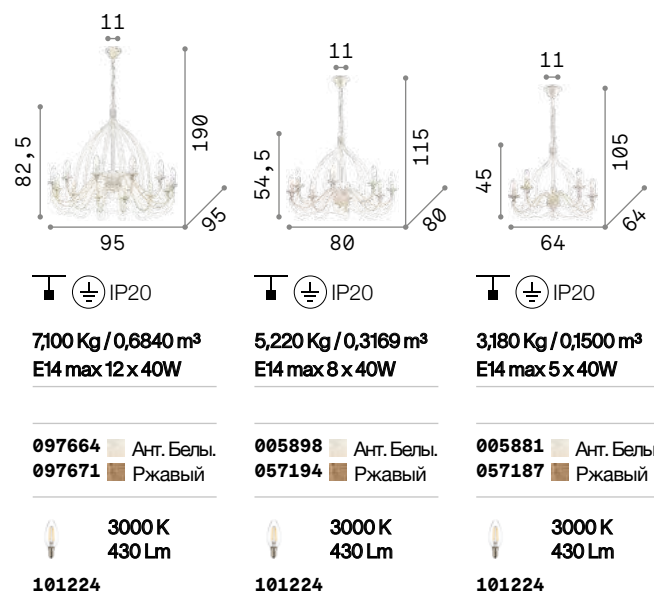 11
82,5
190
95
95
IP20
7,100 Kg / 0,6840 m³
E14 max 12 x 40W
097664 Ант. Белы.
097671 Ржавый
3000 K
430 Lm
101224
11
54,5
115
80
80
IP20
5,220 Kg / 0,3169 m³
E14 max 8 x 40W
005898 Ант. Белы.
057194 Ржавый
3000 K
430 Lm
101224
11
45
105
64
64
IP20
3,180 Kg / 0,1500 m³
E14 max 5 x 40W
005881 Ант. Белы
057187 Ржавый
3000 K
430 Lm
101224